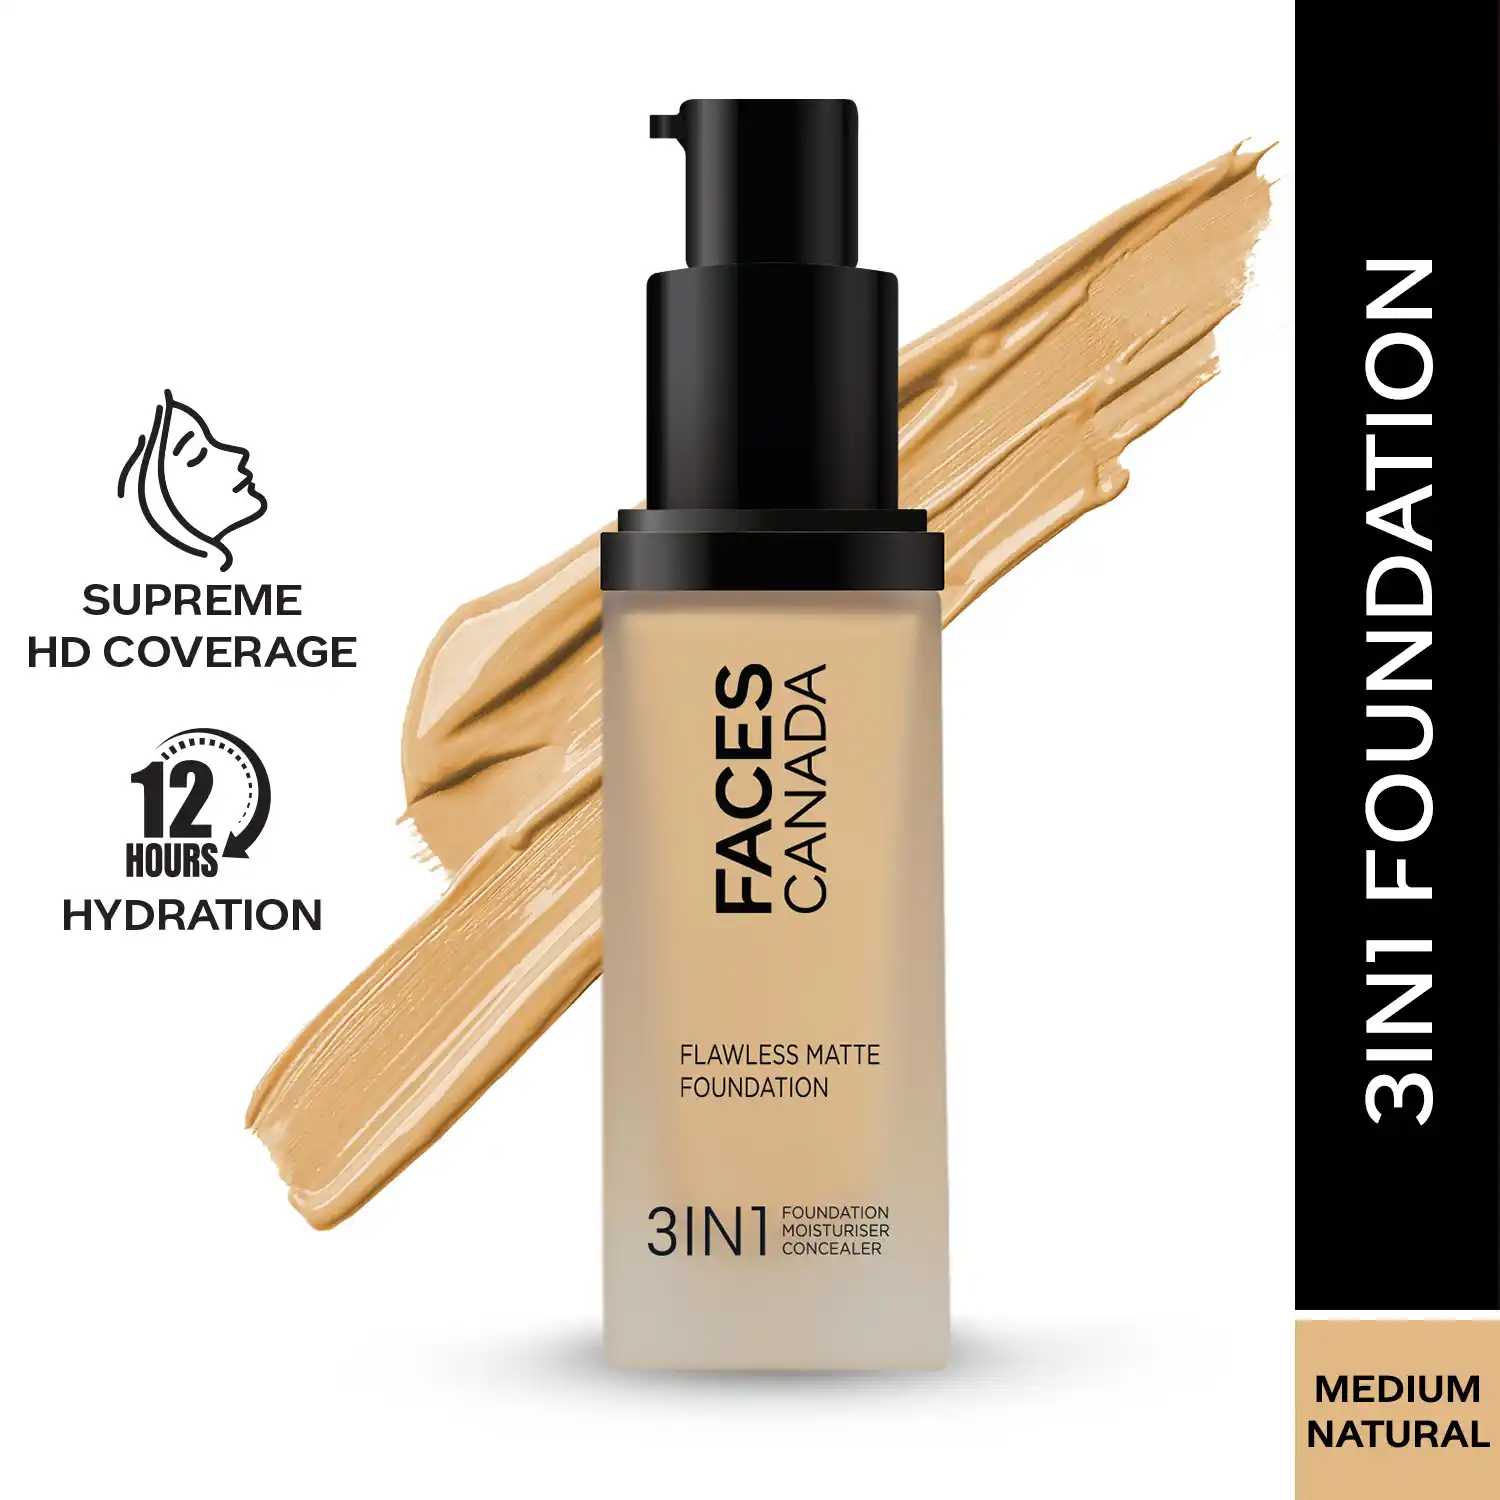 SUPREME
HD COVERAGE
12
HOURS
HYDRATION
FACES
CANADA
FLAWLESS MATTE
FOUNDATION
3IN1
FOUNDATION
MOISTURISER
CONCEALER
3IN1 FOUNDATION
MEDIUM
NATURAL